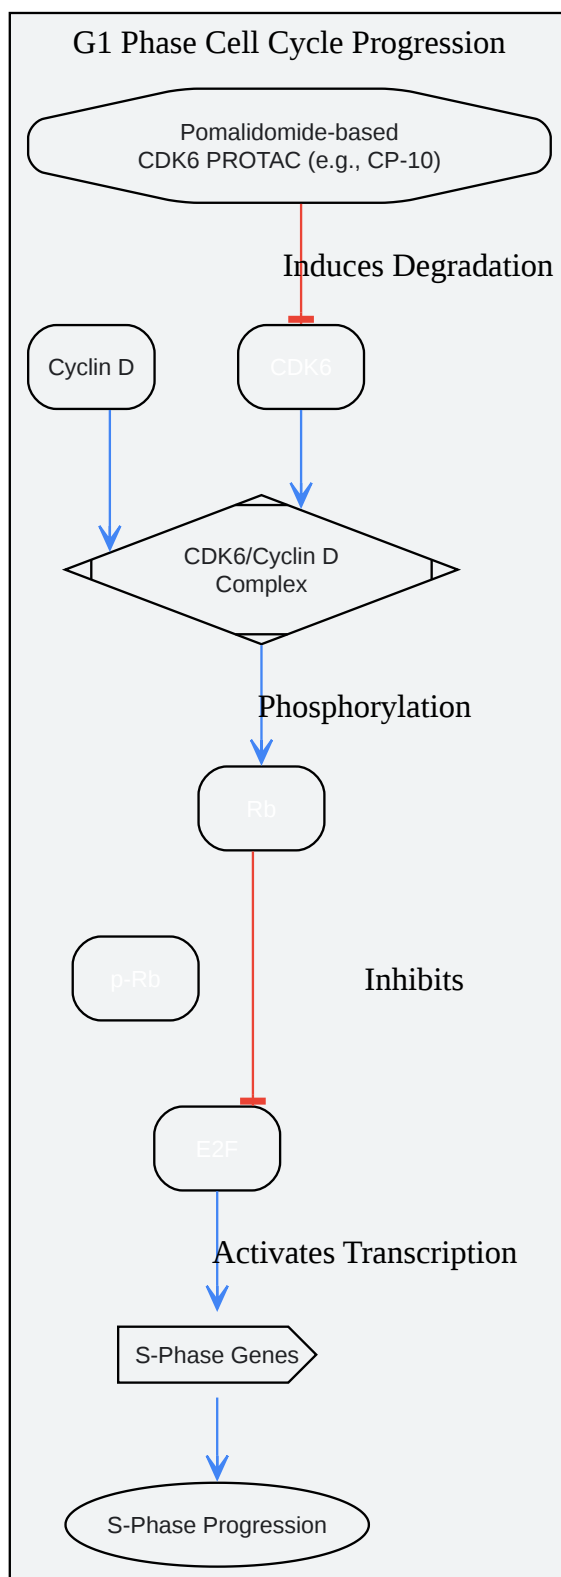 G1 Phase Cell Cycle Progression
Pomalidomide-based
CDK6 PROTAC (e.g., CP-10)
Induces Degradation
Cyclin D
CDK6
CDK6/Cyclin D
Complex
Phosphorylation
Rb
p-Rb
Inhibits
E2F
Activates Transcription
S-Phase Genes
S-Phase Progression